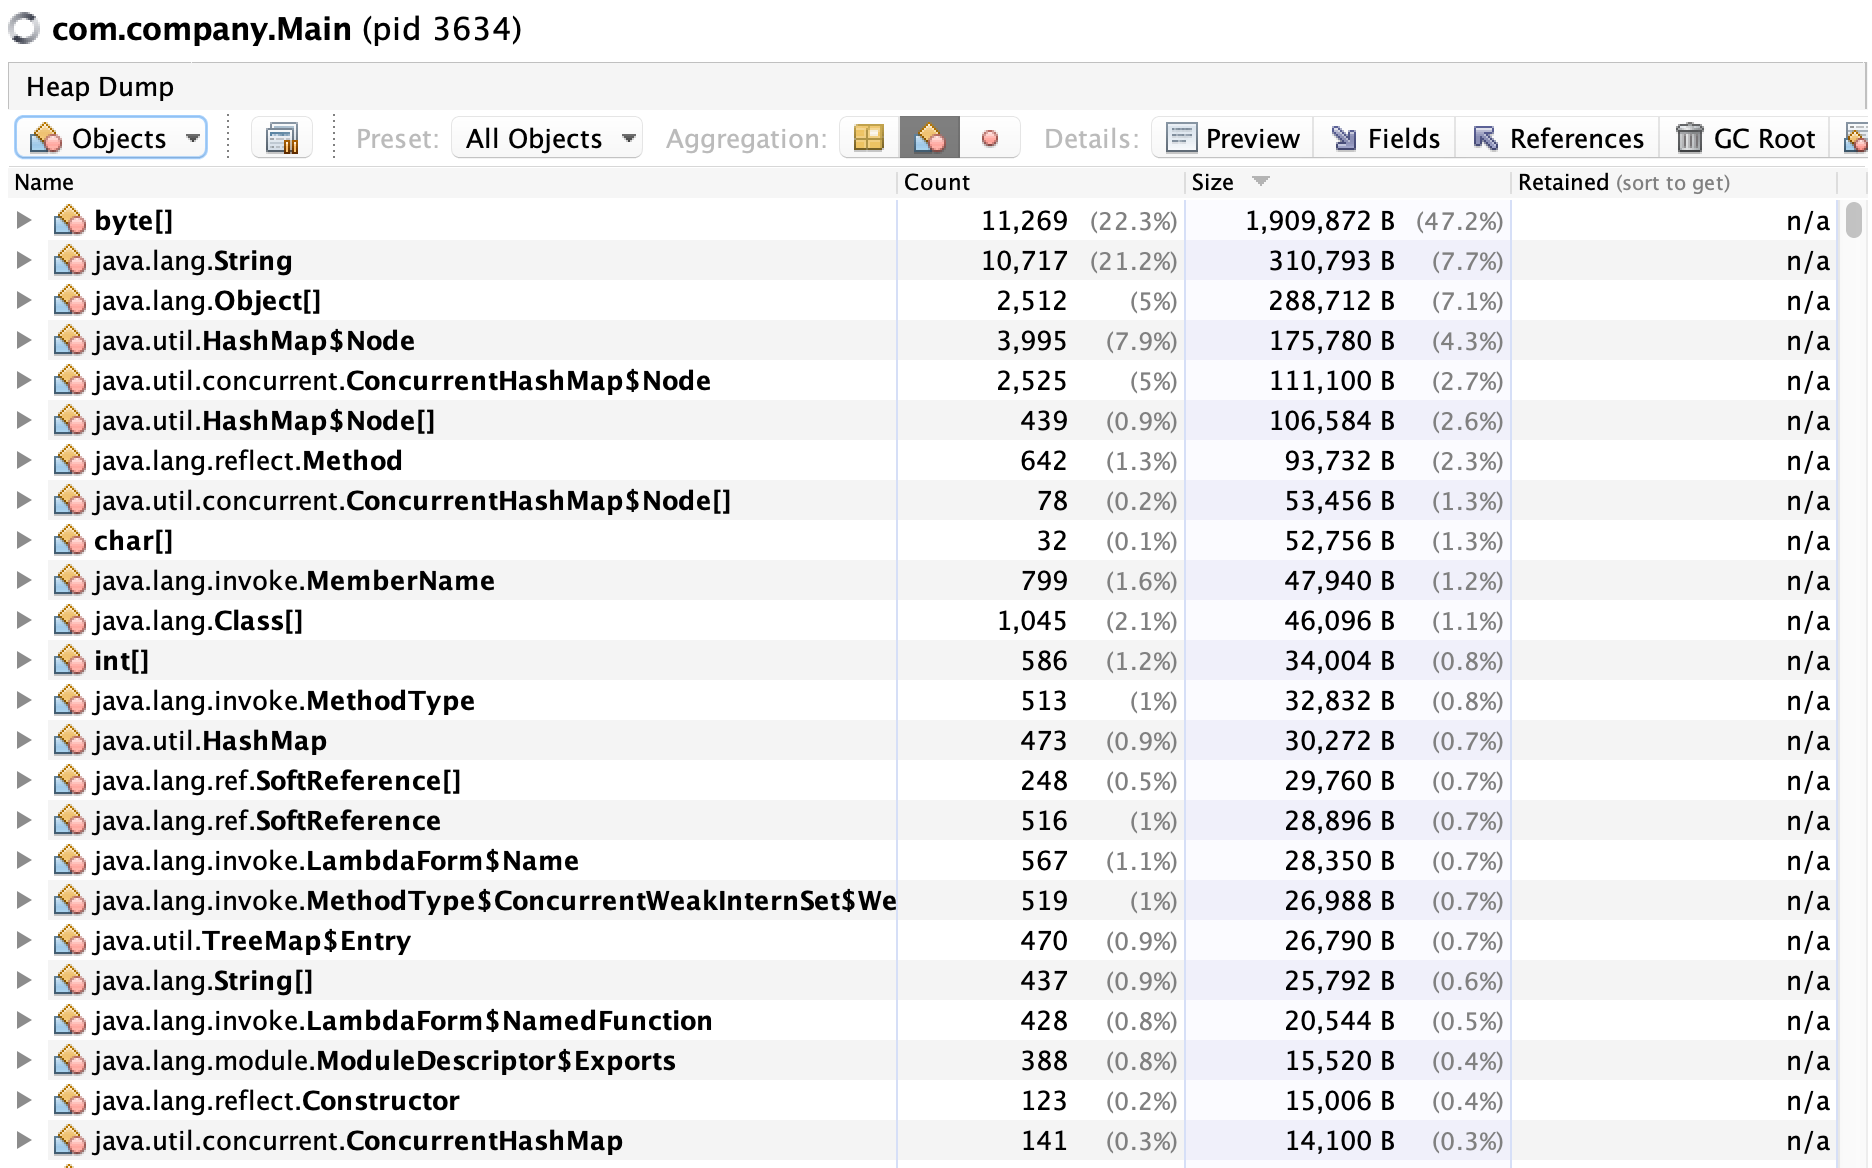 com.company.Main (pid 3634)
Heap Dump
Objects Preset: All Objects Aggregation: Details: Preview Fields References GC Root
Name Count Size Retained (sort to get)
byte[] 11,269 (22.3%) 1,909,872 B (47.2%) n/a
java.lang.String 10,717 (21.2%) 310,793 B (7.7%) n/a
java.lang.Object[] 2,512 (5%) 288,712 B (7.1%) n/a
java.util.HashMap$Node 3,995 (7.9%) 175,780 B (4.3%) n/a
java.util.concurrent.ConcurrentHashMap$Node 2,525 (5%) 111,100 B (2.7%) n/a
java.util.HashMap$Node[] 439 (0.9%) 106,584 B (2.6%) n/a
java.lang.reflect.Method 642 (1.3%) 93,732 B (2.3%) n/a
java.util.concurrent.ConcurrentHashMap$Node[] 78 (0.2%) 53,456 B (1.3%) n/a
char[] 32 (0.1%) 52,756 B (1.3%) n/a
java.lang.invoke.MemberName 799 (1.6%) 47,940 B (1.2%) n/a
java.lang.Class[] 1,045 (2.1%) 46,096 B (1.1%) n/a
int[] 586 (1.2%) 34,004 B (0.8%) n/a
java.lang.invoke.MethodType 513 (1%) 32,832 B (0.8%) n/a
java.util.HashMap 473 (0.9%) 30,272 B (0.7%) n/a
java.lang.ref.SoftReference[] 248 (0.5%) 29,760 B (0.7%) n/a
java.lang.ref.SoftReference 516 (1%) 28,896 B (0.7%) n/a
java.lang.invoke.LambdaForm$Name 567 (1.1%) 28,350 B (0.7%) n/a
java.lang.invoke.MethodType$ConcurrentWeakInternSet$We 519 (1%) 26,988 B (0.7%) n/a
java.util.TreeMap$Entry 470 (0.9%) 26,790 B (0.7%) n/a
java.lang.String[] 437 (0.9%) 25,792 B (0.6%) n/a
java.lang.invoke.LambdaForm$NamedFunction 428 (0.8%) 20,544 B (0.5%) n/a
java.lang.module.ModuleDescriptor$Exports 388 (0.8%) 15,520 B (0.4%) n/a
java.lang.reflect.Constructor 123 (0.2%) 15,006 B (0.4%) n/a
java.util.concurrent.ConcurrentHashMap 141 (0.3%) 14,100 B (0.3%) n/a